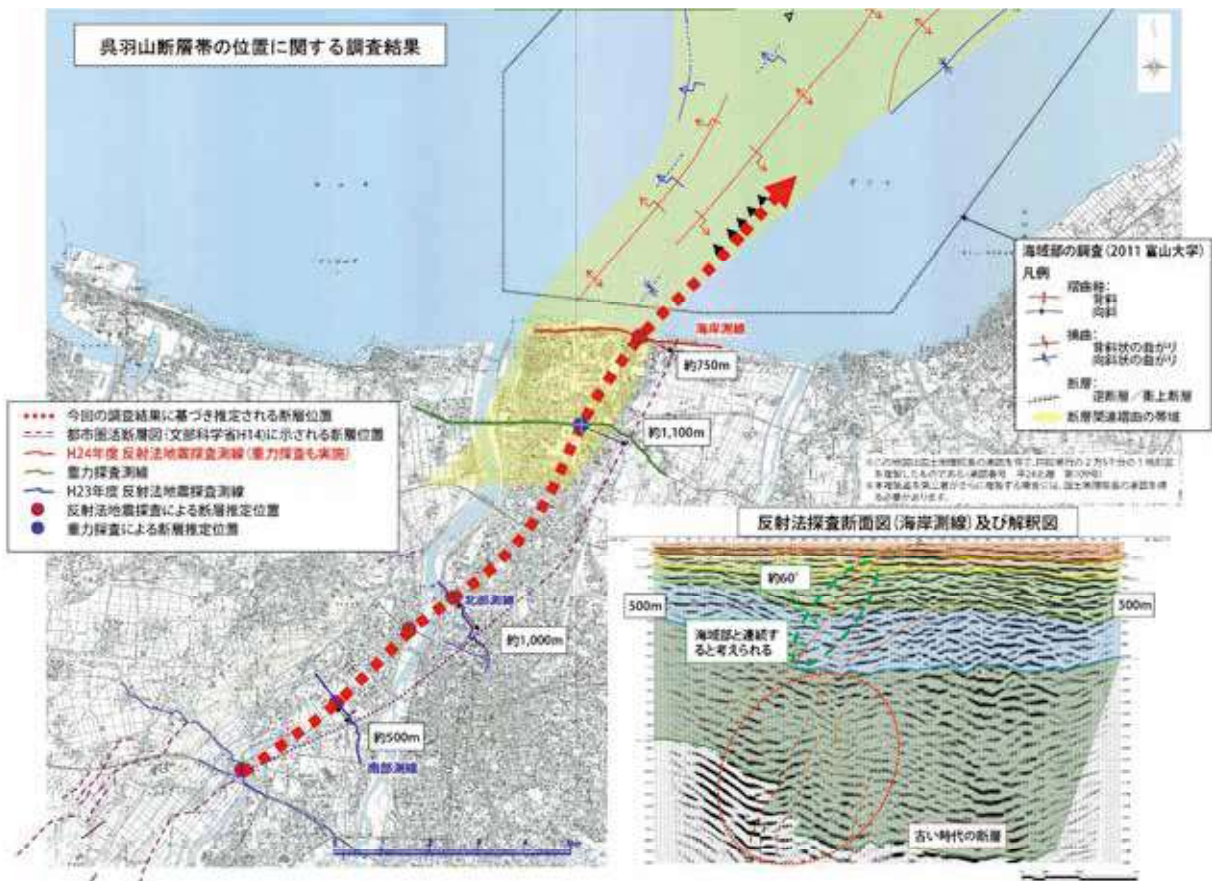 呉羽山断層帯の位置に関する調査結果
海域部の調査(2011 富山大学)
凡例
褶曲軸:
背斜
向斜
撓曲:
背斜状の曲がり
向斜状の曲がり
断層:
逆断層/衝上断層
断層関連褶曲の帯域
海岸測線
約750m
約1,100m
今回の調査結果に基づき推定される断層位置
都市圏活断層図(文部科学省H14)に示される断層位置
H24年度 反射法地震探査測線(重力探査も実施)
重力探査測線
H23年度 反射法地震探査測線
反射法地震探査による断層推定位置
重力探査による断層推定位置
北部測線
約1,000m
約500m
南部測線
反射法探査断面図(海岸測線)及び解釈図
約60°
500m
500m
海域部と連続す
ると考えられる
古い時代の断層